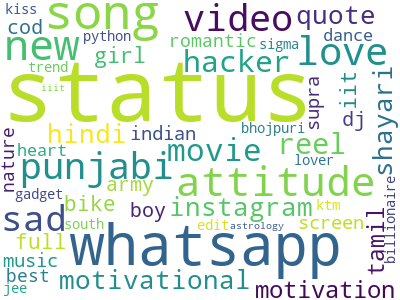 kiss song video quote
cod python romantic dance
new girl hacker love
trend sigma
iiit status supra iit shayari
hindi indian bhojpuri dj
nature heart punjabi movie reel
lover billionaire
gadget army attitude
sad bike boy instagram tamil
south edit ktm screen
full whatsapp astrology
music
best motivational motivation
jee